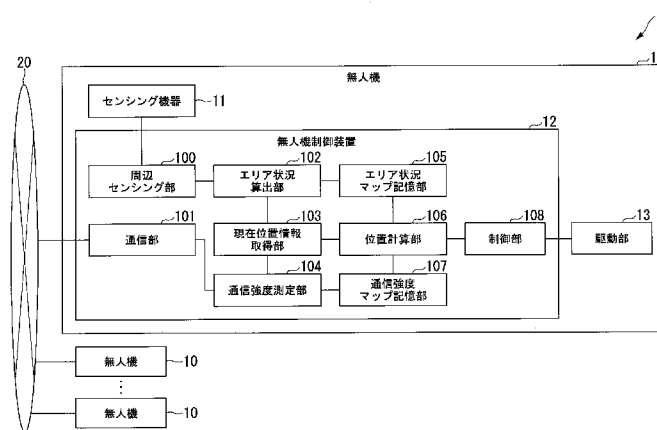 20
1
無人機
センシング機器
11
12
無人機制御装置
100
周辺
センシング部
102
エリア状況
算出部
105
エリア状況
マップ記憶部
101
通信部
103
現在位置情報
取得部
106
位置計算部
108
制御部
13
駆動部
104
通信強度測定部
107
通信強度
マップ記憶部
無人機
10
無人機
10